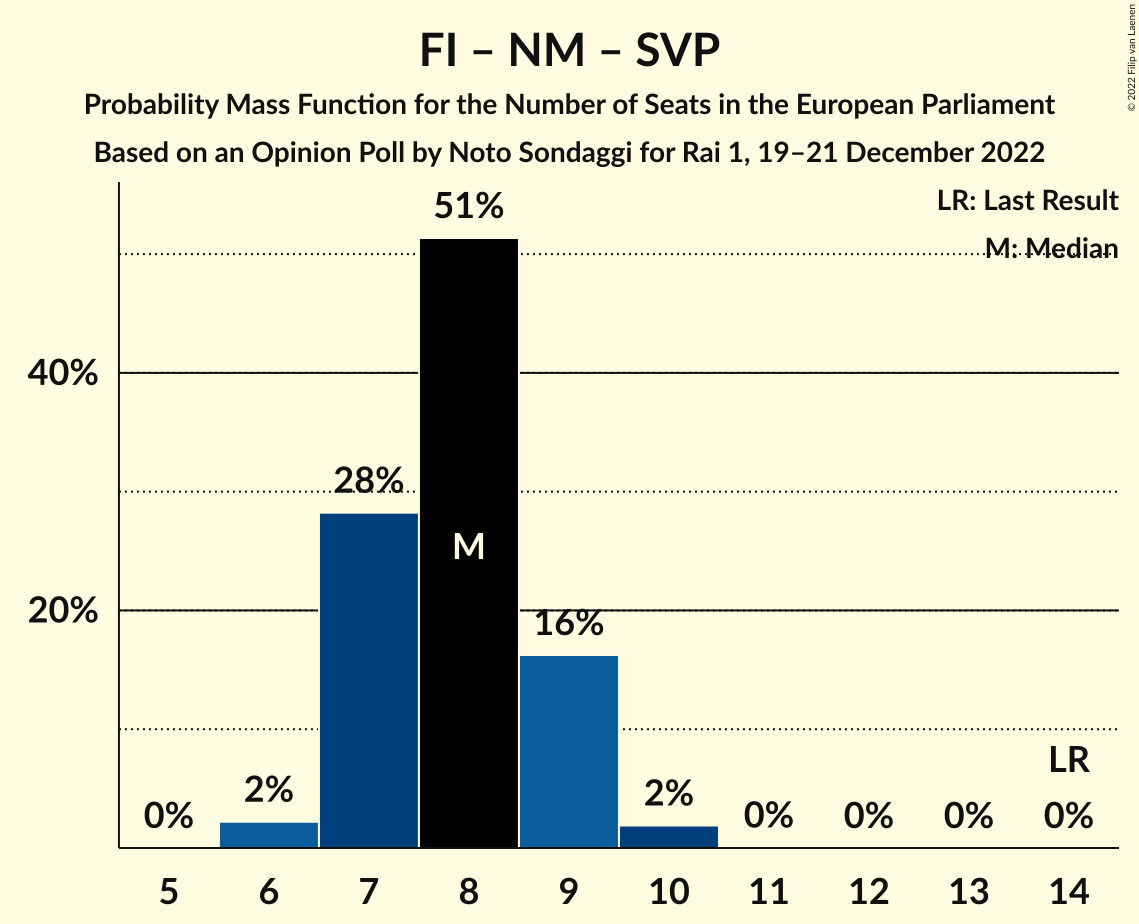 FI – NM – SVP
Probability Mass Function for the Number of Seats in the European Parliament
Based on an Opinion Poll by Noto Sondaggi for Rai 1, 19–21 December 2022
© 2022 Filip van Laenen
LR: Last Result
M: Median
51%
40%
28%
M
20%
16%
LR
0% 2% 2% 0% 0% 0% 0%
5 6 7 8 9 10 11 12 13 14